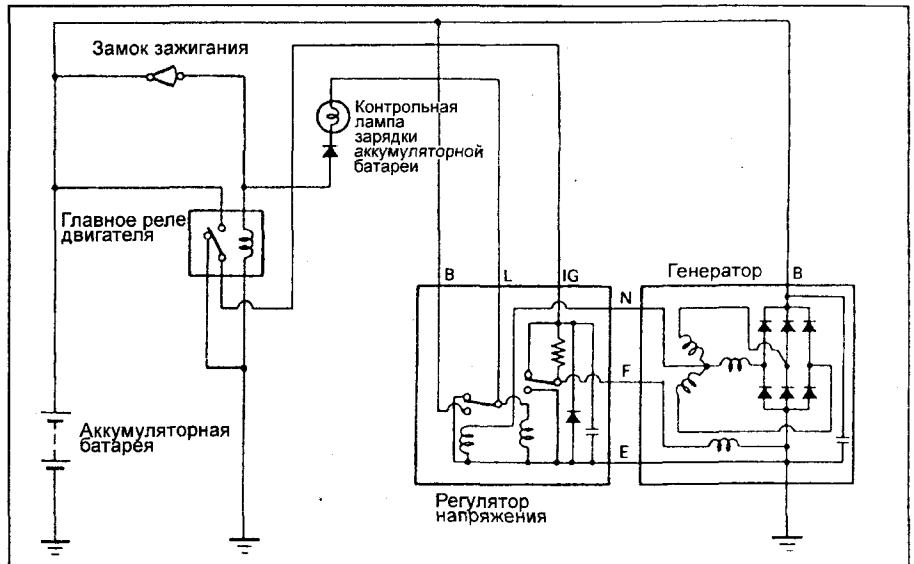 Замок зажигания
Контрольная
лампа
зарядки
аккумуляторной
батареи
Главное реле
двигателя
B
L
IG
Генератор
B
N
F
E
Аккумуляторная
батарея
Регулятор
напряжения